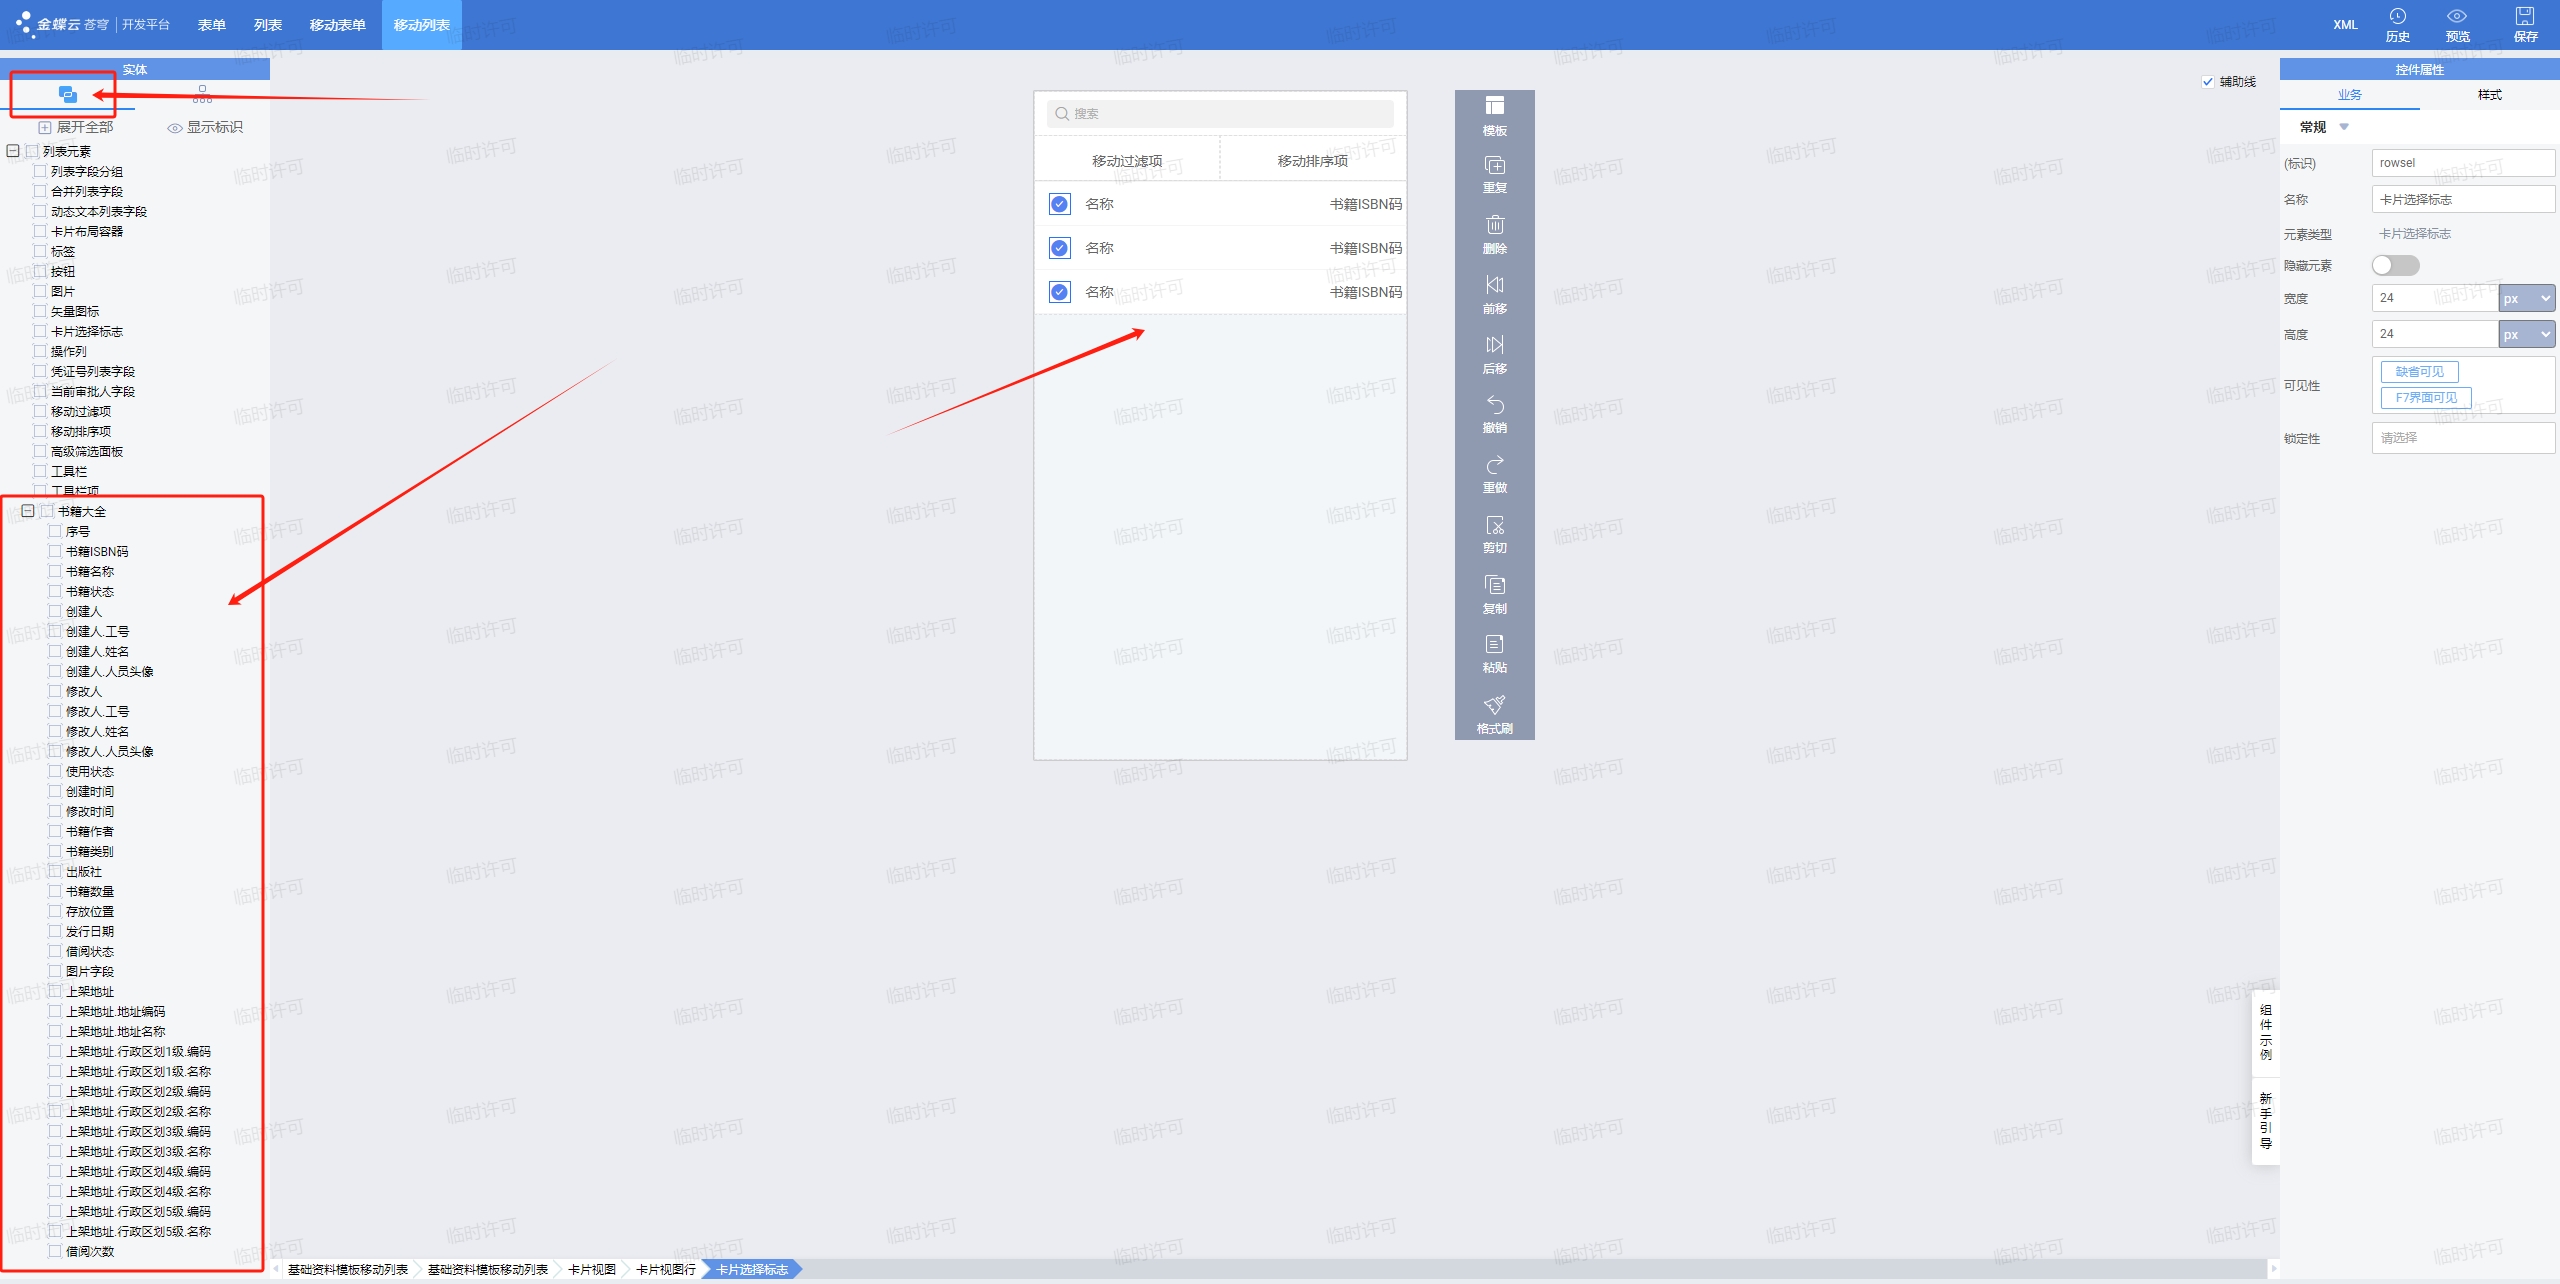 金蝶云 苍穹 开发平台 表单 列表 移动表单 移动列表 XML 历史 预览 保存
实体
展开全部 显示标识
列表元素
列表字段分组
合并列表字段
动态文本列表字段
卡片布局容器
标签
按钮
图片
矢量图标
卡片选择标志
操作列
凭证号列表字段
当前审批人字段
移动过滤项
移动排序项
高级筛选面板
工具栏
工具栏项
书籍大全
序号
书籍ISBN码
书籍名称
书籍状态
创建人
创建人.工号
创建人.姓名
创建人.人员头像
修改人
修改人.工号
修改人.姓名
修改人.人员头像
使用状态
创建时间
修改时间
书籍作者
书籍类别
出版社
书籍数量
存放位置
发行日期
借阅状态
图片字段
上架地址
上架地址.地址编码
上架地址.地址名称
上架地址.行政区划1级.编码
上架地址.行政区划1级.名称
上架地址.行政区划2级.编码
上架地址.行政区划2级.名称
上架地址.行政区划3级.编码
上架地址.行政区划3级.名称
上架地址.行政区划4级.编码
上架地址.行政区划4级.名称
上架地址.行政区划5级.编码
上架地址.行政区划5级.名称
借阅次数
搜索
移动过滤项 移动排序项
名称 书籍ISBN码
名称 书籍ISBN码
名称 书籍ISBN码
模板
重复
删除
前移
后移
撤销
重做
剪切
复制
粘贴
格式刷
辅助线
控件属性
业务 样式
常规
(标识) rowsel
名称 卡片选择标志
元素类型 卡片选择标志
隐藏元素
宽度 24 px
高度 24 px
可见性 缺省可见
F7界面可见
锁定性 请选择
组件示例
新手引导
基础资料模板移动列表 基础资料模板移动列表 卡片视图 卡片视图行 卡片选择标志
临时许可